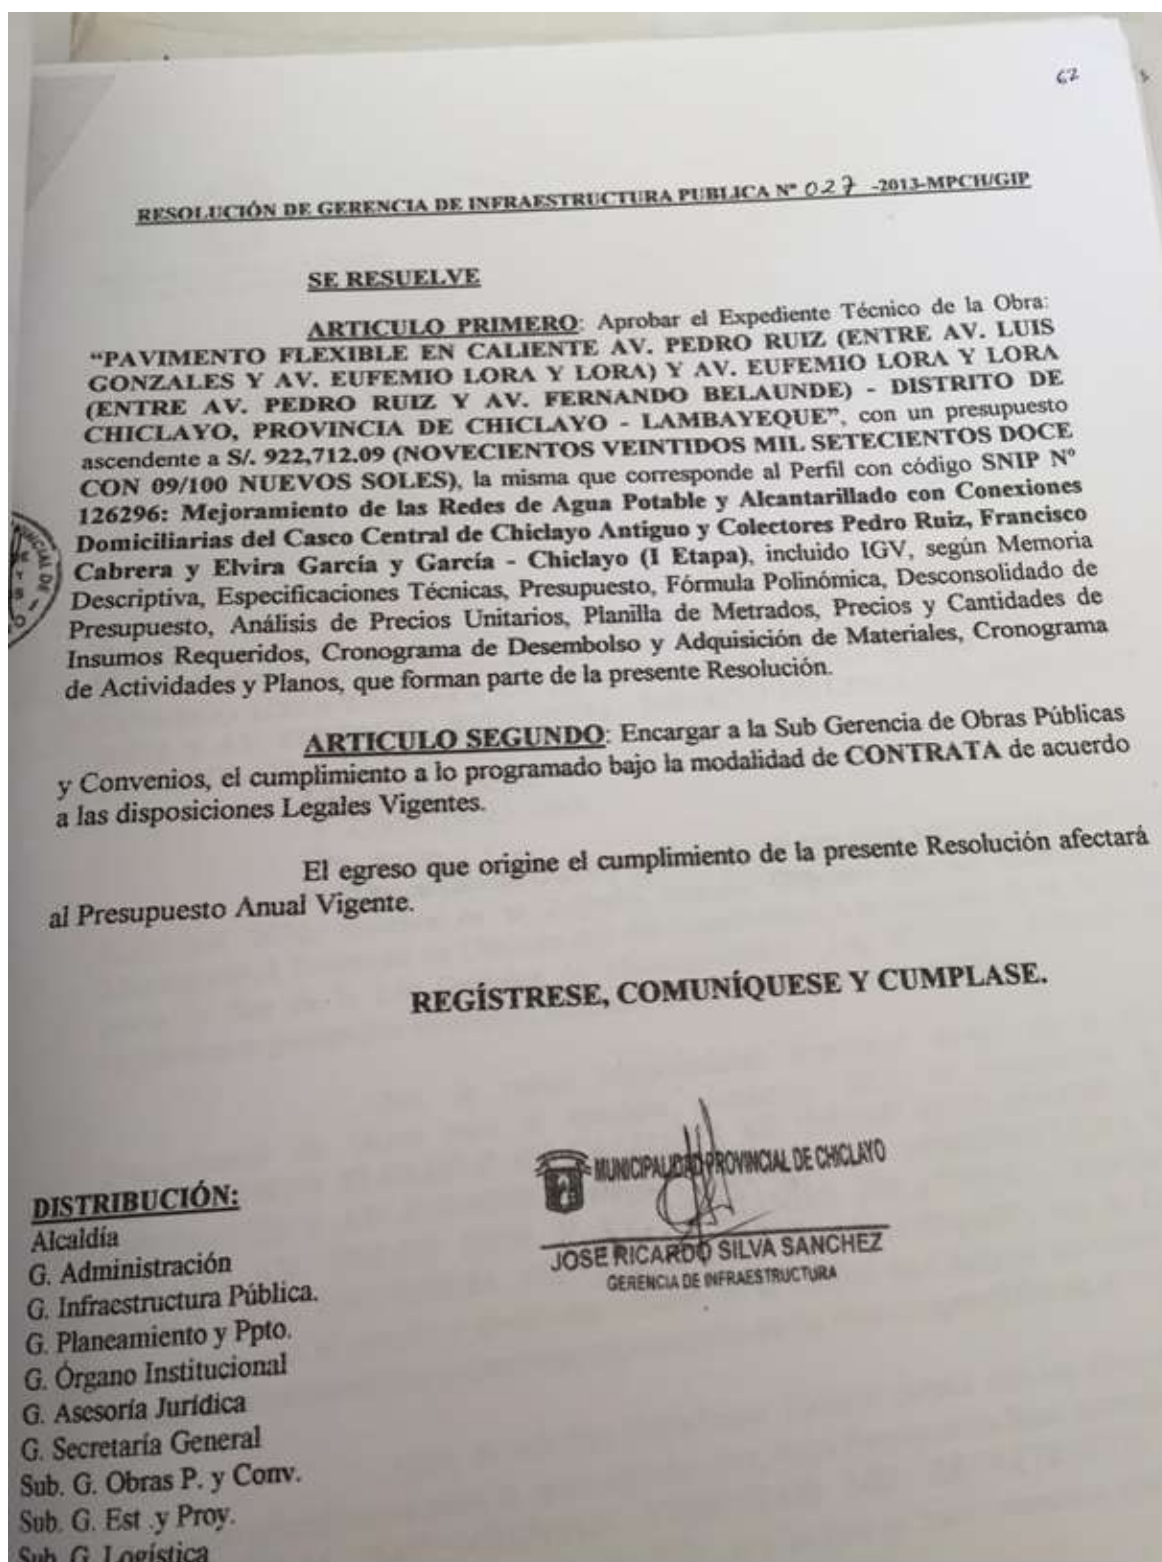 62
RESOLUCIÓN DE GERENCIA DE INFRAESTRUCTURA PUBLICA Nº 027 -2013-MPCH/GIP
SE RESUELVE
ARTICULO PRIMERO: Aprobar el Expediente Técnico de la Obra:
“PAVIMENTO FLEXIBLE EN CALIENTE AV. PEDRO RUIZ (ENTRE AV. LUIS
GONZALES Y AV. EUFEMIO LORA Y LORA) Y AV. EUFEMIO LORA Y LORA
(ENTRE AV. PEDRO RUIZ Y AV. FERNANDO BELAUNDE) - DISTRITO DE
CHICLAYO, PROVINCIA DE CHICLAYO - LAMBAYEQUE”, con un presupuesto
ascendente a S/. 922,712.09 (NOVECIENTOS VEINTIDOS MIL SETECIENTOS DOCE
CON 09/100 NUEVOS SOLES), la misma que corresponde al Perfil con código SNIP Nº
126296: Mejoramiento de las Redes de Agua Potable y Alcantarillado con Conexiones
Domiciliarias del Casco Central de Chiclayo Antiguo y Colectores Pedro Ruiz, Francisco
Cabrera y Elvira García y García - Chiclayo (I Etapa), incluido IGV, según Memoria
Descriptiva, Especificaciones Técnicas, Presupuesto, Fórmula Polinómica, Desconsolidado de
Presupuesto, Análisis de Precios Unitarios, Planilla de Metrados, Precios y Cantidades de
Insumos Requeridos, Cronograma de Desembolso y Adquisición de Materiales, Cronograma
de Actividades y Planos, que forman parte de la presente Resolución.
ARTICULO SEGUNDO: Encargar a la Sub Gerencia de Obras Públicas
y Convenios, el cumplimiento a lo programado bajo la modalidad de CONTRATA de acuerdo
a las disposiciones Legales Vigentes.
El egreso que origine el cumplimiento de la presente Resolución afectará
al Presupuesto Anual Vigente.
REGÍSTRESE, COMUNÍQUESE Y CUMPLASE.
MUNICIPALIDAD PROVINCIAL DE CHICLAYO
JOSE RICARDO SILVA SANCHEZ
GERENCIA DE INFRAESTRUCTURA
DISTRIBUCIÓN:
Alcaldía
G. Administración
G. Infraestructura Pública.
G. Planeamiento y Ppto.
G. Órgano Institucional
G. Asesoría Jurídica
G. Secretaría General
Sub. G. Obras P. y Conv.
Sub. G. Est .y Proy.
Sub. G. Logística